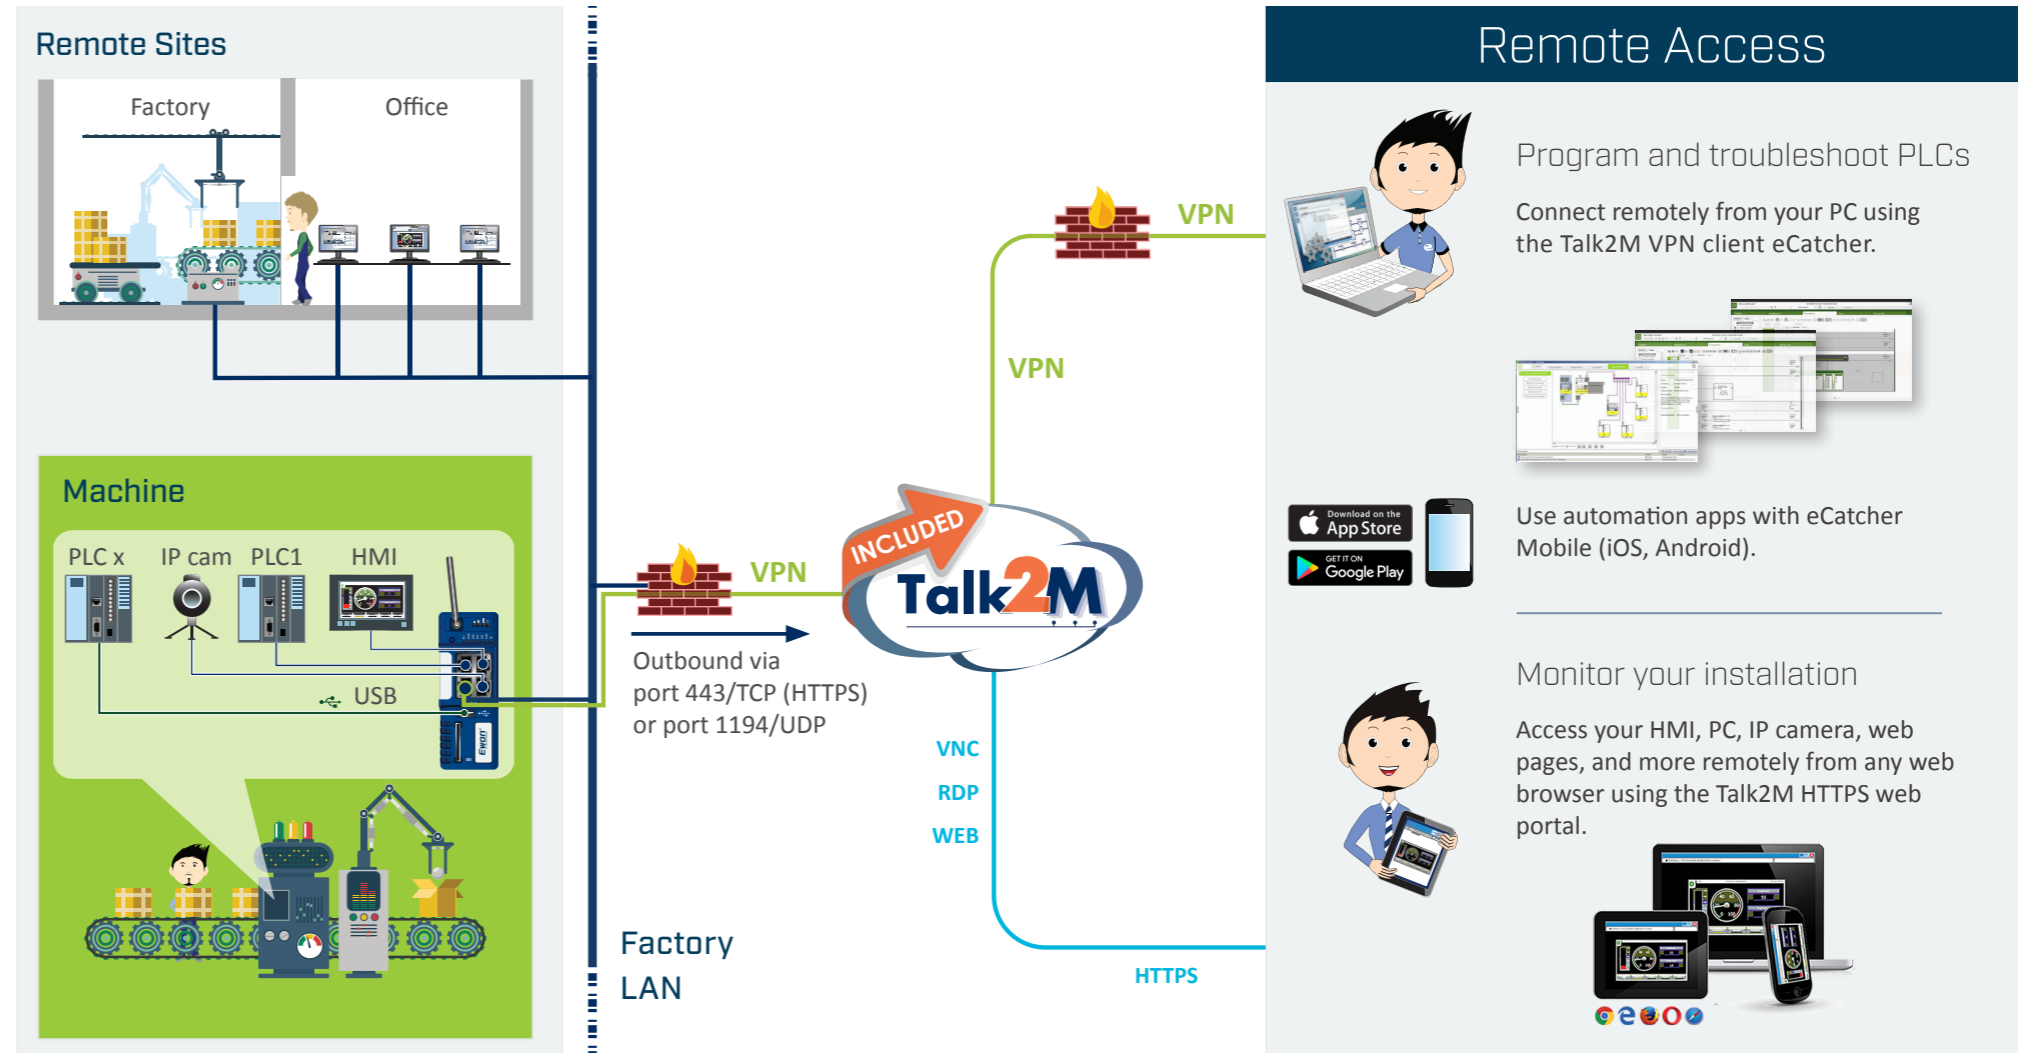 Remote Sites
Factory
Office
Machine
PLC x
IP cam
PLC1
HMI
USB
Ewon
VPN
Outbound via
port 443/TCP (HTTPS)
or port 1194/UDP
Factory
LAN
INCLUDED
Talk2M
VPN
VPN
VNC
RDP
WEB
HTTPS
Remote Access
Program and troubleshoot PLCs
Connect remotely from your PC using
the Talk2M VPN client eCatcher.
Download on the
App Store
GET IT ON
Google Play
Use automation apps with eCatcher
Mobile (iOS, Android).
Monitor your installation
Access your HMI, PC, IP camera, web
pages, and more remotely from any web
browser using the Talk2M HTTPS web
portal.